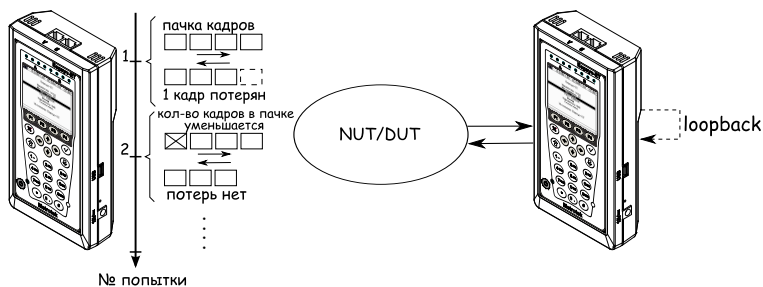 пачка кадров
1
1 кадр потерян
кол-во кадров в пачке
уменьшается
2
потерь нет
№ попытки
NUT/DUT
loopback